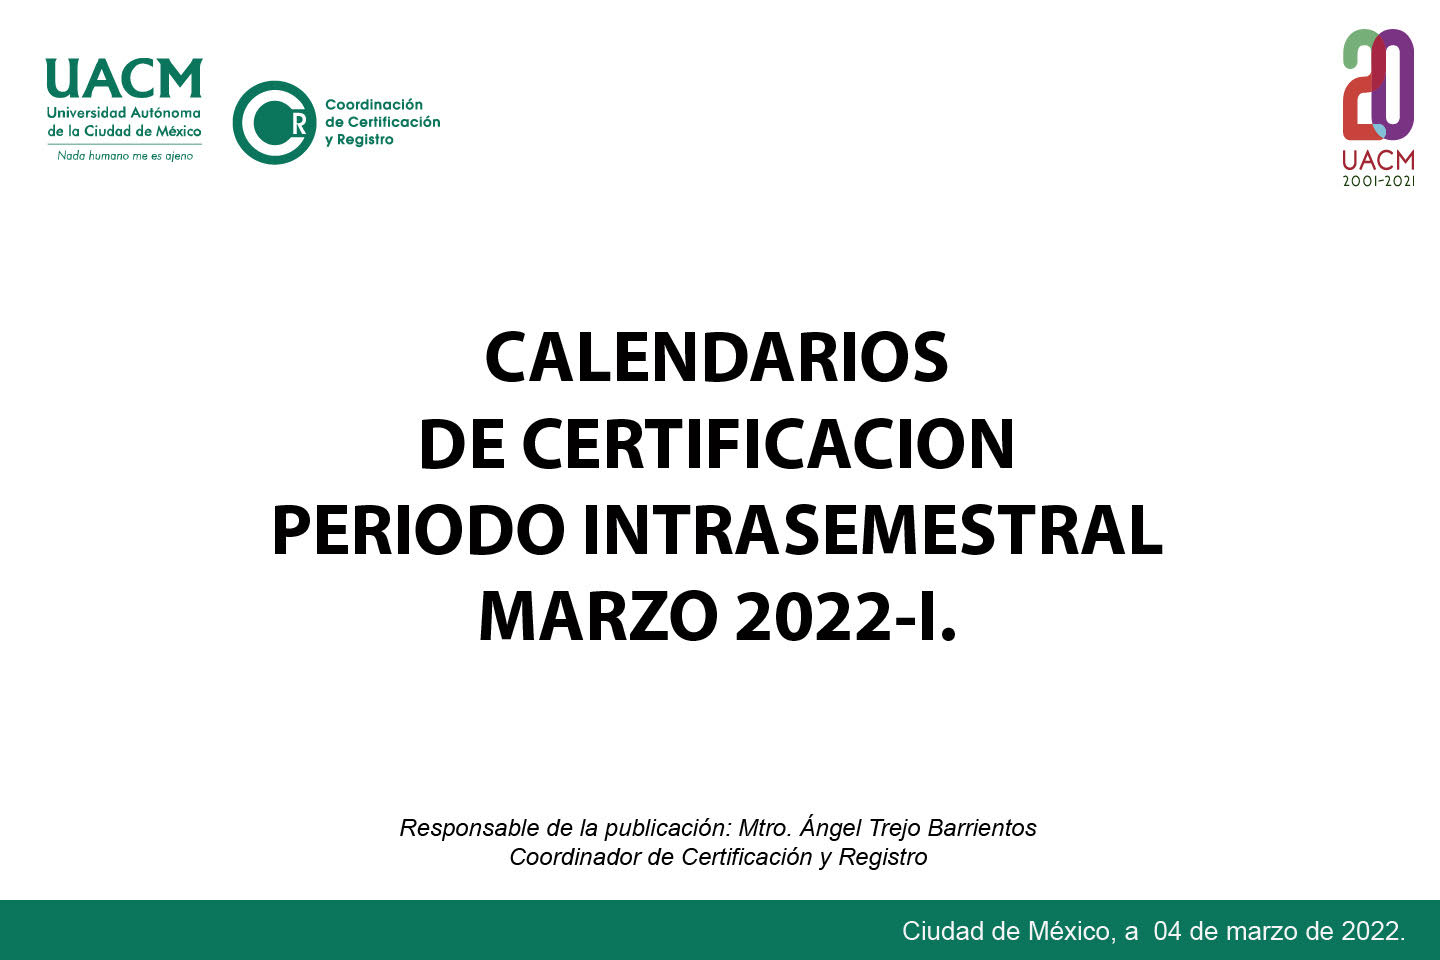 UACM
Universidad Autónoma
de la Ciudad de México
Nada humano me es ajeno
CR
Coordinación
de Certificación
y Registro
20
UACM
2001-2021
CALENDARIOS
DE CERTIFICACION
PERIODO INTRASEMESTRAL
MARZO 2022-I.
Responsable de la publicación: Mtro. Ángel Trejo Barrientos
Coordinador de Certificación y Registro
Ciudad de México, a  04 de marzo de 2022.